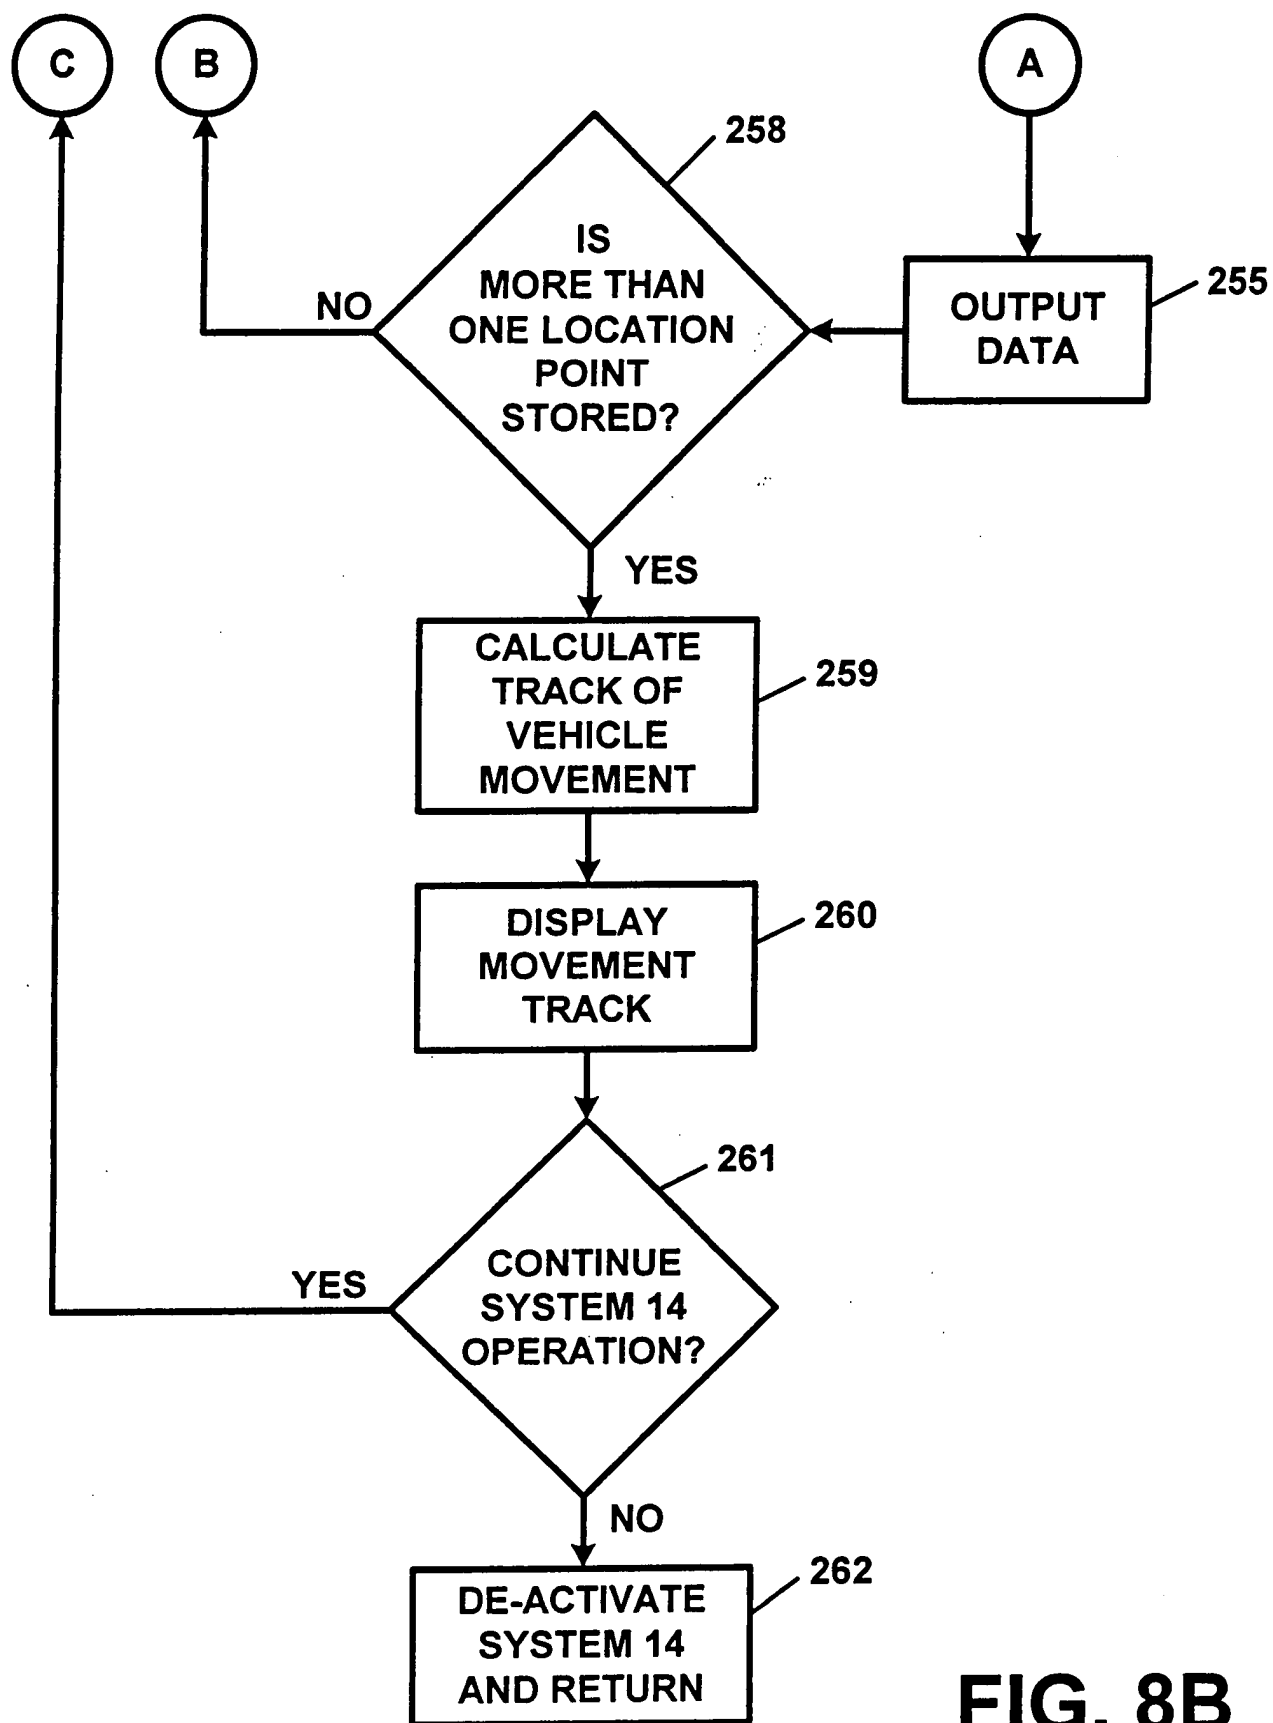 C
B
A
258
IS
MORE THAN
ONE LOCATION
POINT
STORED?
NO
255
OUTPUT
DATA
YES
CALCULATE
TRACK OF
VEHICLE
MOVEMENT
259
DISPLAY
MOVEMENT
TRACK
260
261
CONTINUE
SYSTEM 14
OPERATION?
YES
NO
262
DE-ACTIVATE
SYSTEM 14
AND RETURN
FIG. 8B